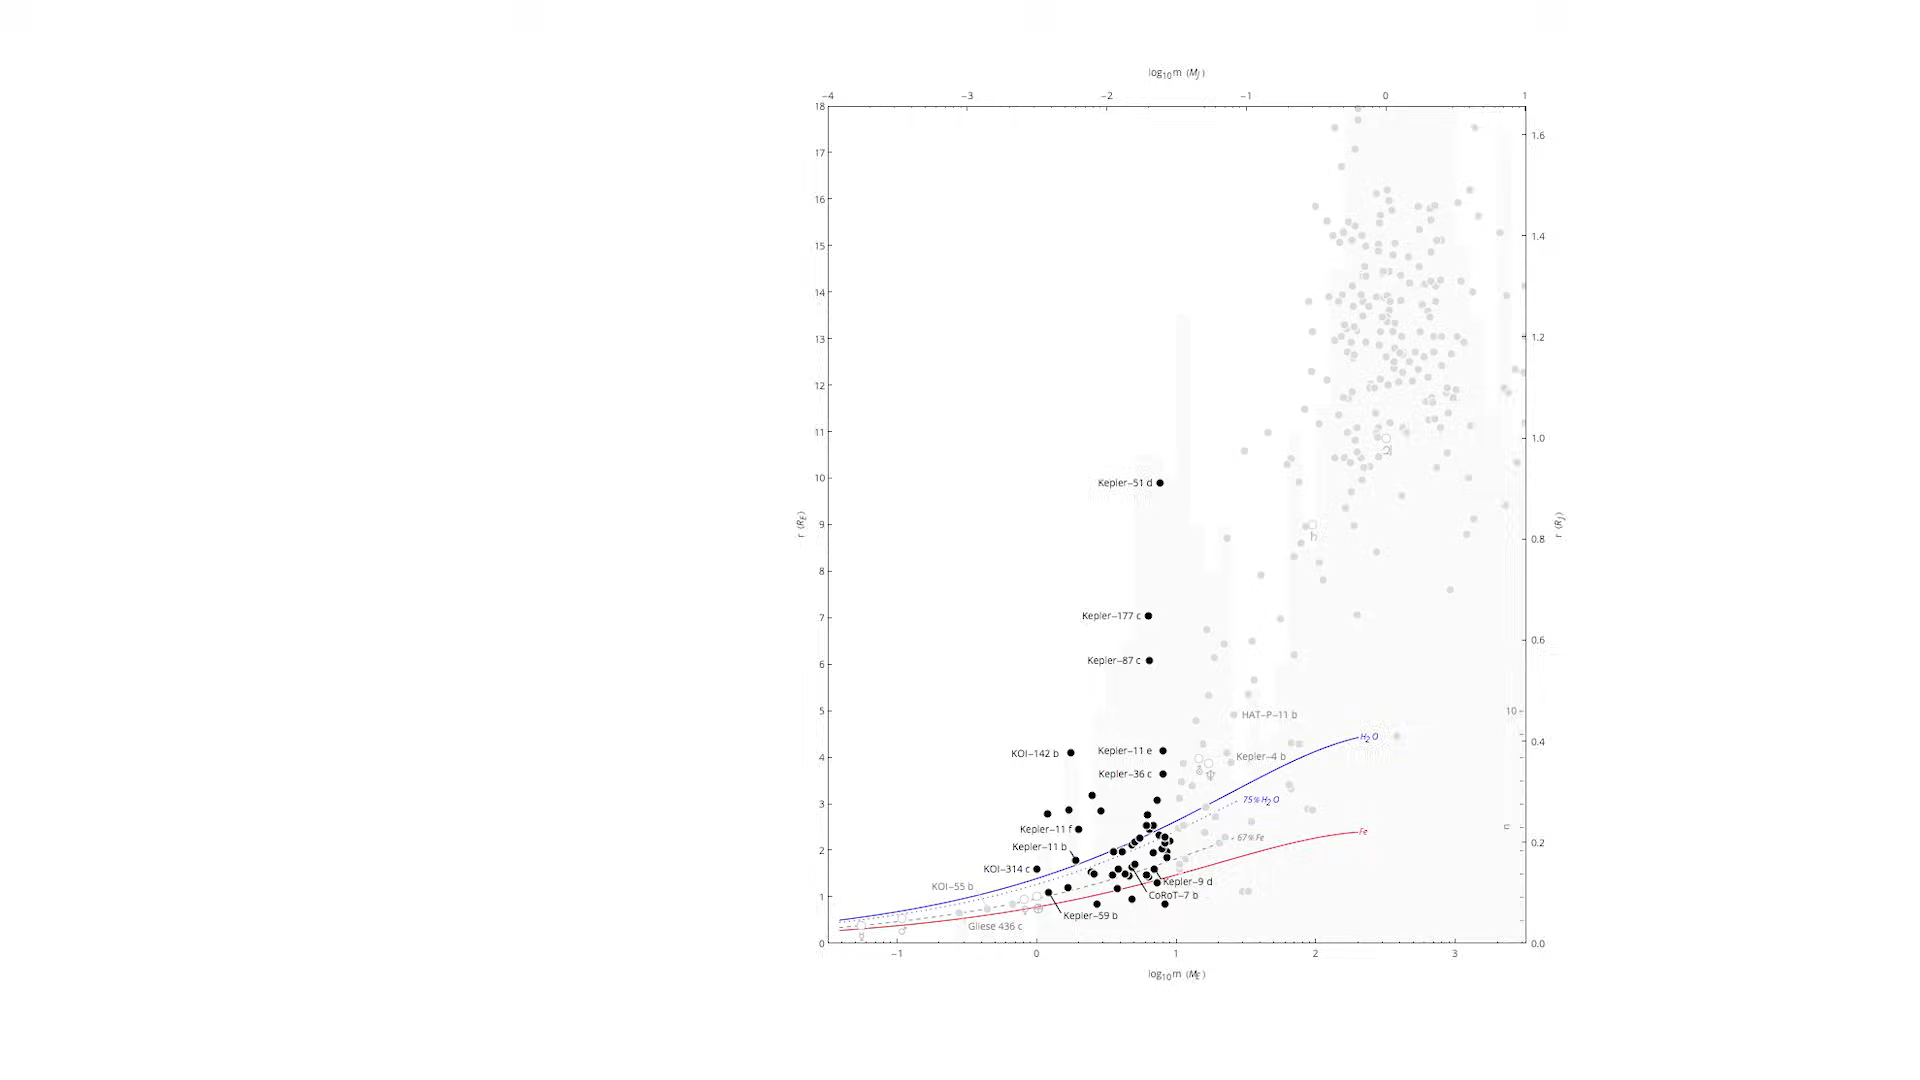 log10m (MJ)
−4 −3 −2 −1 0 1
18
17
16
15
14
13
12
11
10
9
8
7
6
5
4
3
2
1
0
r (RE)
1.6
1.4
1.2
1.0
0.8
0.6
0.4
0.2
0.0
r (RJ)
10
n
♃
♄
Kepler−51 d
Kepler−177 c
Kepler−87 c
HAT−P−11 b
H2O
KOI−142 b
Kepler−11 e
Kepler−4 b
Kepler−36 c
♆
75% H2O
Kepler−11 f
Fe
67% Fe
Kepler−11 b
KOI−314 c
Kepler−9 d
KOI−55 b
CoRoT−7 b
Kepler−59 b
Gliese 436 c
♀
♂
☿
−1 0 1 2 3
log10m (ME)